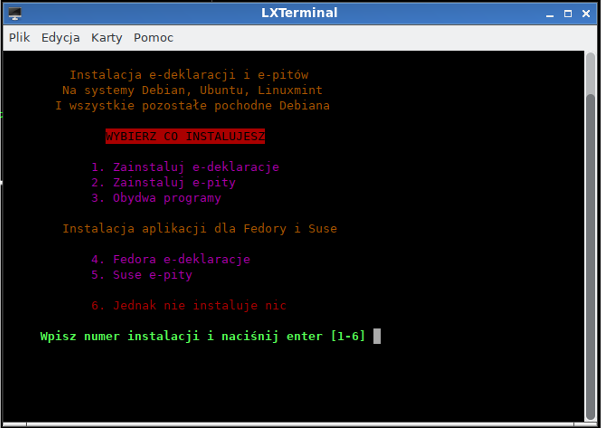 LXTerminal
Plik Edycja Karty Pomoc
Instalacja e-deklaracji i e-pitów
Na systemy Debian, Ubuntu, Linuxmint
I wszystkie pozostałe pochodne Debiana
WYBIERZ CO INSTALUJESZ
1. Zainstaluj e-deklaracje
2. Zainstaluj e-pity
3. Obydwa programy
Instalacja aplikacji dla Fedory i Suse
4. Fedora e-deklaracje
5. Suse e-pity
6. Jednak nie instaluje nic
Wpisz numer instalacji i naciśnij enter [1-6]